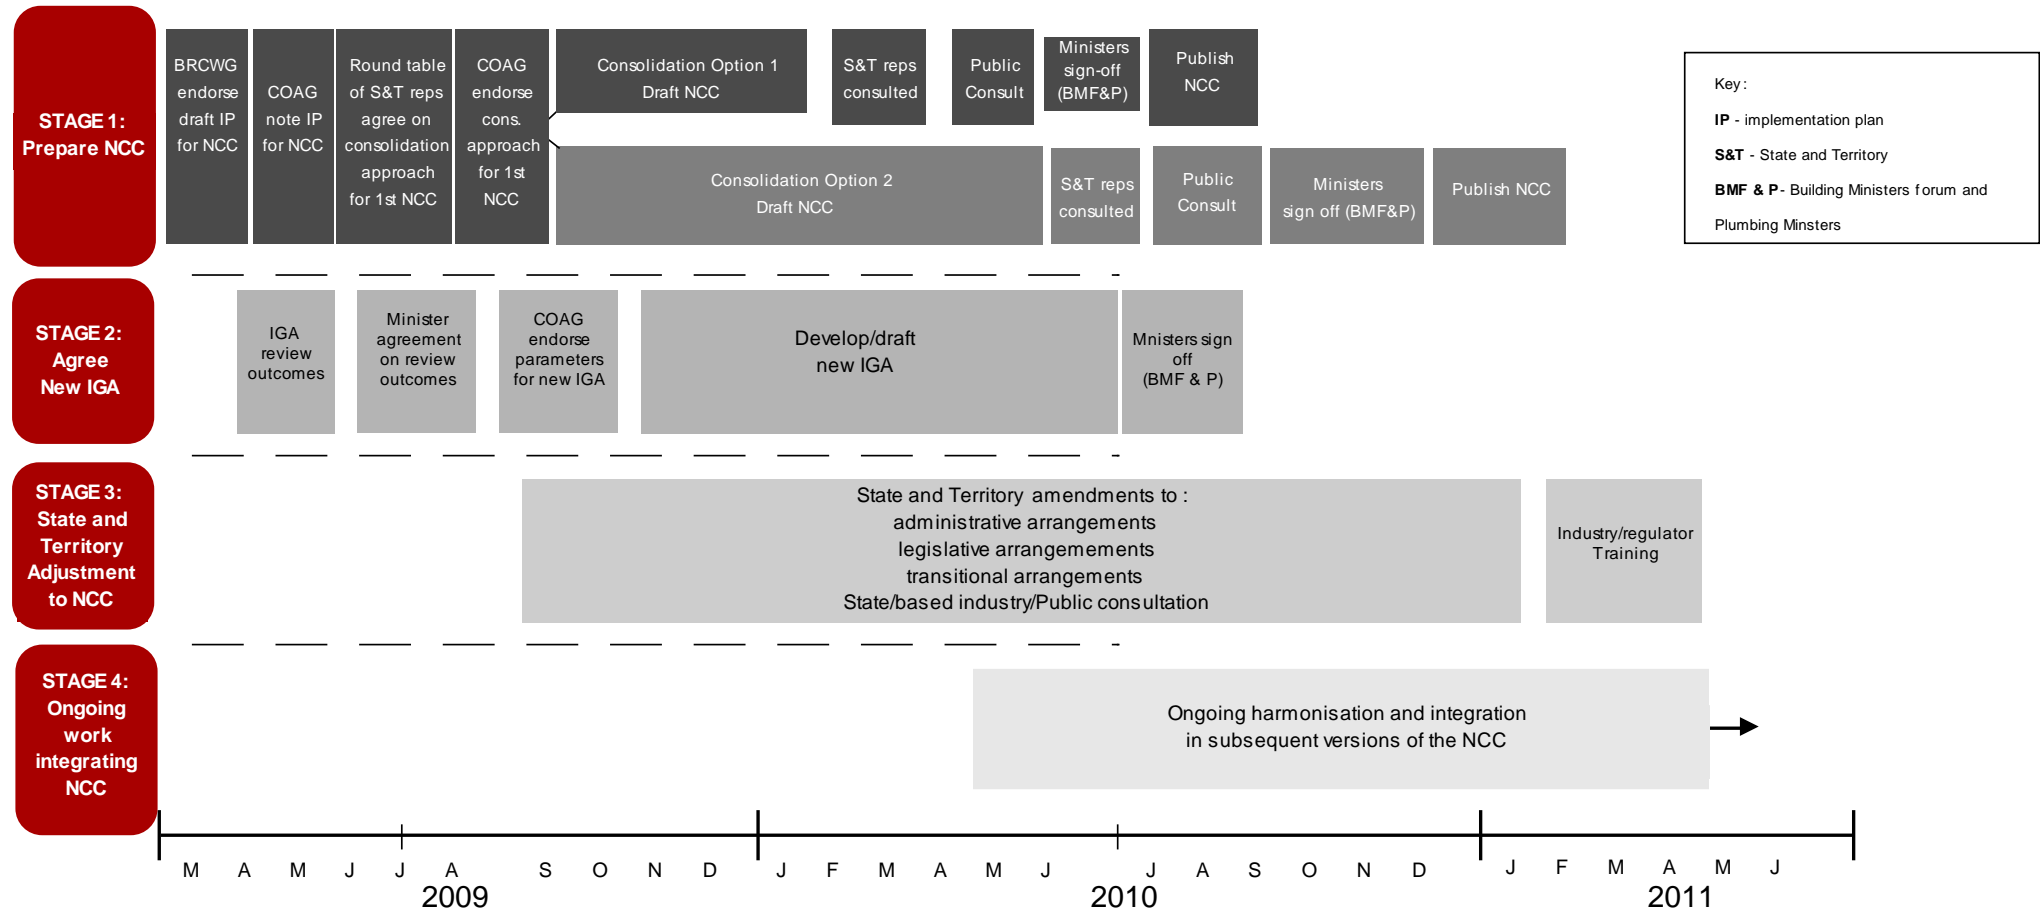 STAGE 1:
Prepare NCC
BRCWG
endorse
draft IP
for NCC
COAG
note IP
for NCC
Round table
of S&T reps
agree on
consolidation
approach
for 1st NCC
COAG
endorse
cons.
approach
for 1st
NCC
Consolidation Option 1
Draft NCC
S&T reps
consulted
Public
Consult
Ministers
sign-off
(BMF&P)
Publish
NCC
Consolidation Option 2
Draft NCC
S&T reps
consulted
Public
Consult
Ministers
sign off (BMF&P)
Publish NCC
Key:
IP - implementation plan
S&T - State and Territory
BMF & P- Building Ministers forum and
Plumbing Minsters
STAGE 2:
Agree
New IGA
IGA
review
outcomes
Minister
agreement
on review
outcomes
COAG
endorse
parameters
for new IGA
Develop/draft
new IGA
Mnisters sign
off
(BMF & P)
STAGE 3:
State and
Territory
Adjustment
to NCC
State and Territory amendments to :
administrative arrangements
legislative arrangemements
transitional arrangements
State/based industry/Public consultation
Industry/regulator
Training
STAGE 4:
Ongoing
work
integrating
NCC
Ongoing harmonisation and integration
in subsequent versions of the NCC
M A M J J A S O N D J F M A M J J A S O N D J F M A M J
2009 2010 2011